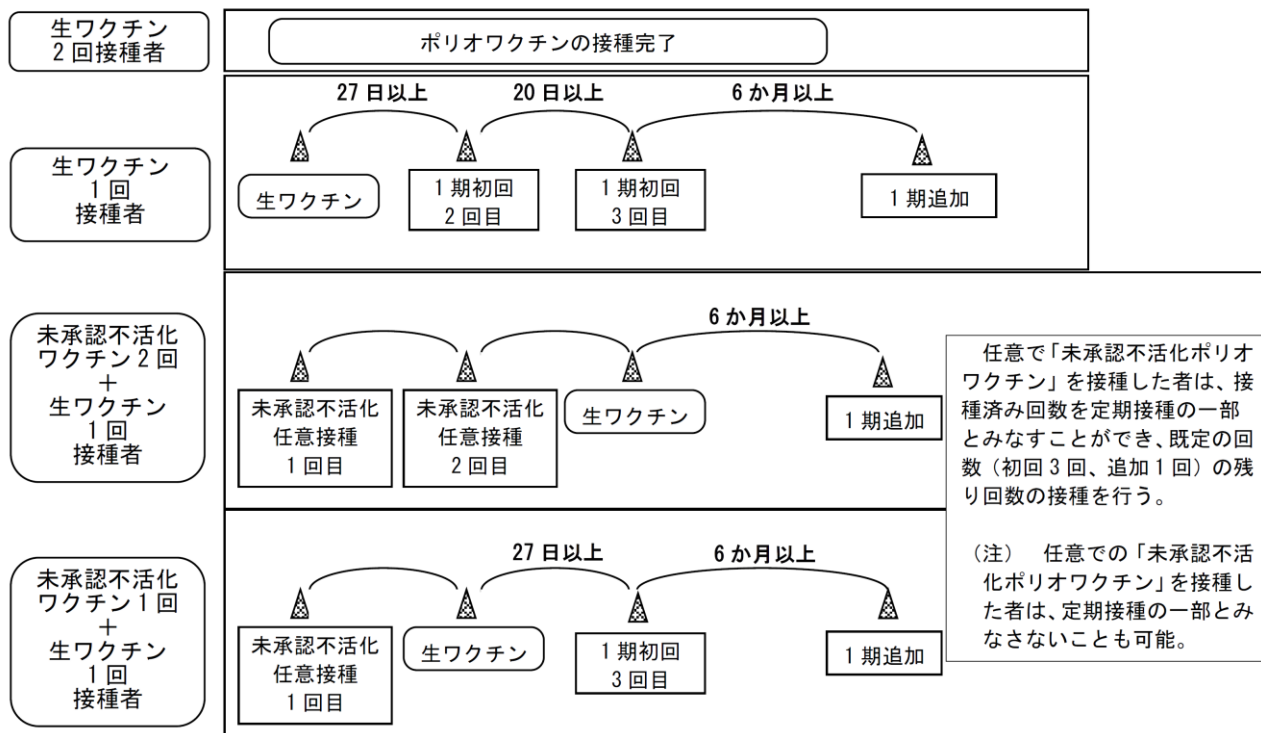 生ワクチン
2回接種者
ポリオワクチンの接種完了
生ワクチン
1回
接種者
27日以上
20日以上
6か月以上
生ワクチン
1期初回
2回目
1期初回
3回目
1期追加
未承認不活化
ワクチン2回
+
生ワクチン
1回
接種者
6か月以上
未承認不活化
任意接種
1回目
未承認不活化
任意接種
2回目
生ワクチン
1期追加
未承認不活化
ワクチン1回
+
生ワクチン
1回
接種者
27日以上
6か月以上
未承認不活化
任意接種
1回目
生ワクチン
1期初回
3回目
1期追加
任意で「未承認不活化ポリオ
ワクチン」を接種した者は、接
種済み回数を定期接種の一部
とみなすことができ、既定の回
数（初回3回、追加1回）の残
り回数の接種を行う。
（注）　任意での「未承認不活
化ポリオワクチン」を接種し
た者は、定期接種の一部とみ
なさないことも可能。